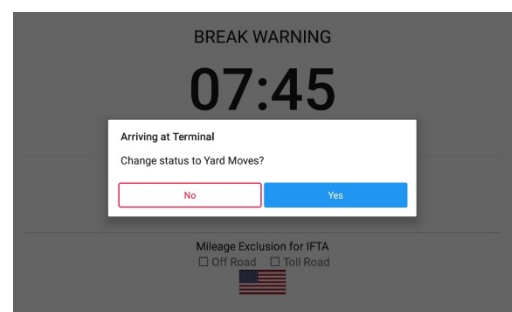 BREAK WARNING
07:45
Arriving at Terminal
Change status to Yard Moves?
No Yes
Mileage Exclusion for IFTA
Off Road Toll Road